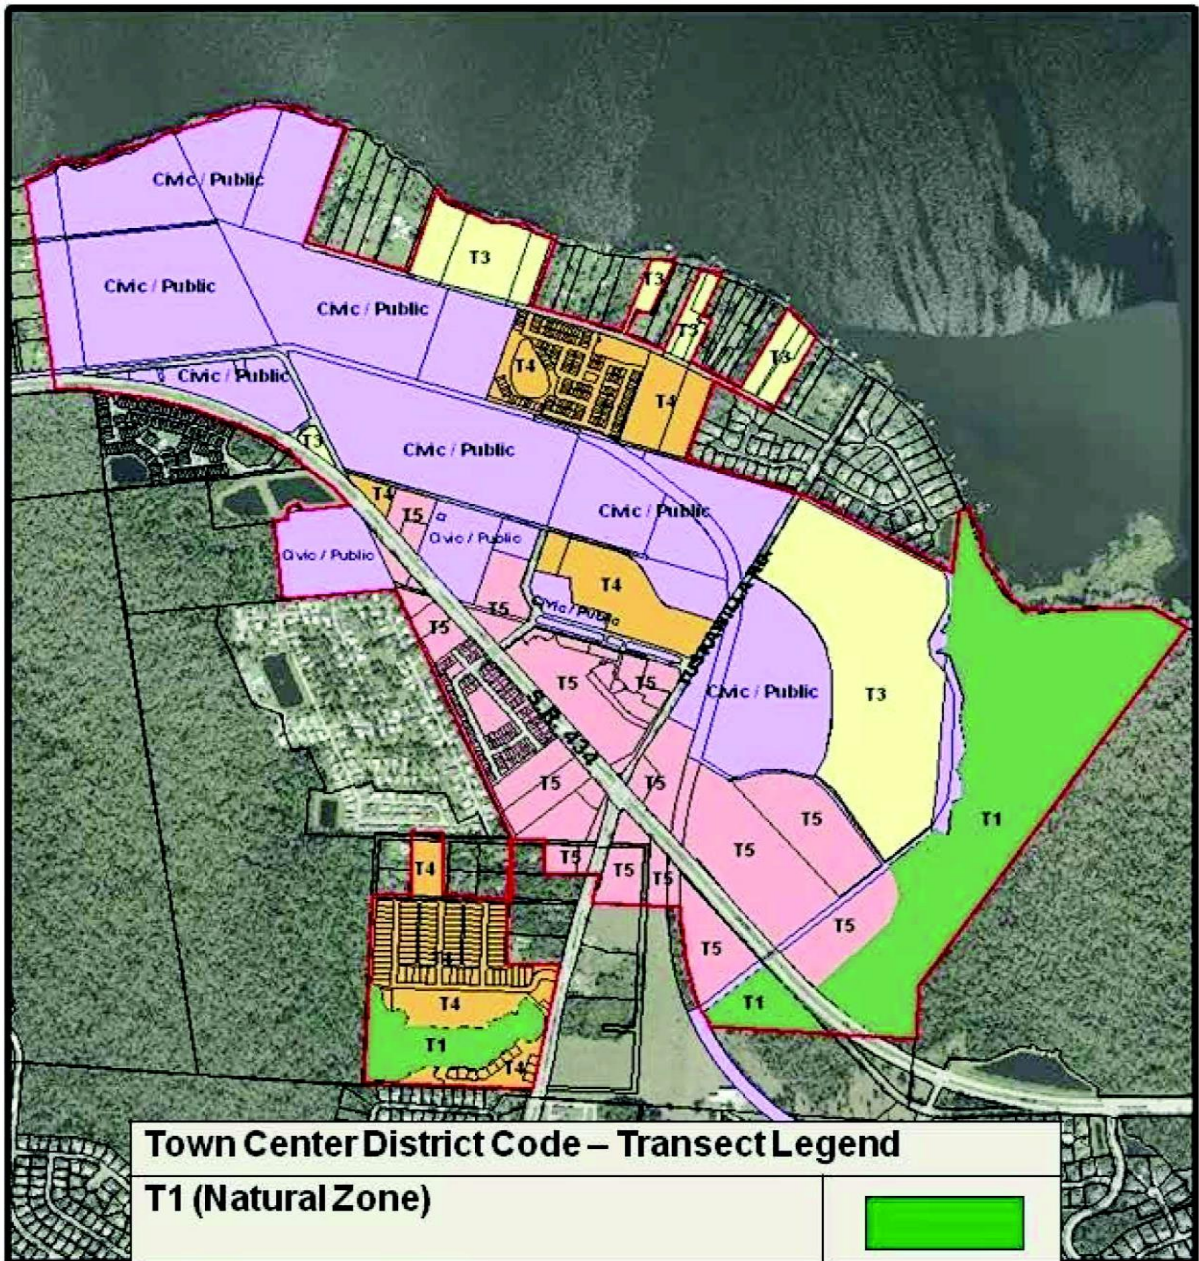 Civic / Public
T3
Civic / Public
T3
Civic / Public
T3
T3
Civic / Public
T4
T4
T3
Civic / Public
T4
T5
Civic / Public
Civic / Public
Civic / Public
T4
T5
Civic / Public
T5
T5
T5
Civic / Public
T3
S.R. 434
T5
T5
T5
T1
T5
T5
T5
T5
T4
T5
T5
T4
T1
T1
T4
Town Center District Code – Transect Legend
T1 (Natural Zone)